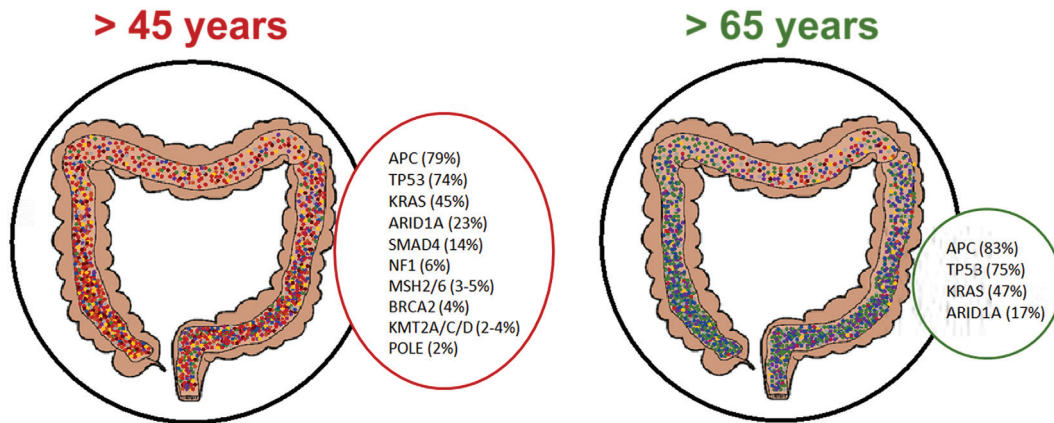 > 45 years
APC (79%)
TP53 (74%)
KRAS (45%)
ARID1A (23%)
SMAD4 (14%)
NF1 (6%)
MSH2/6 (3-5%)
BRCA2 (4%)
KMT2A/C/D (2-4%)
POLE (2%)
> 65 years
APC (83%)
TP53 (75%)
KRAS (47%)
ARID1A (17%)